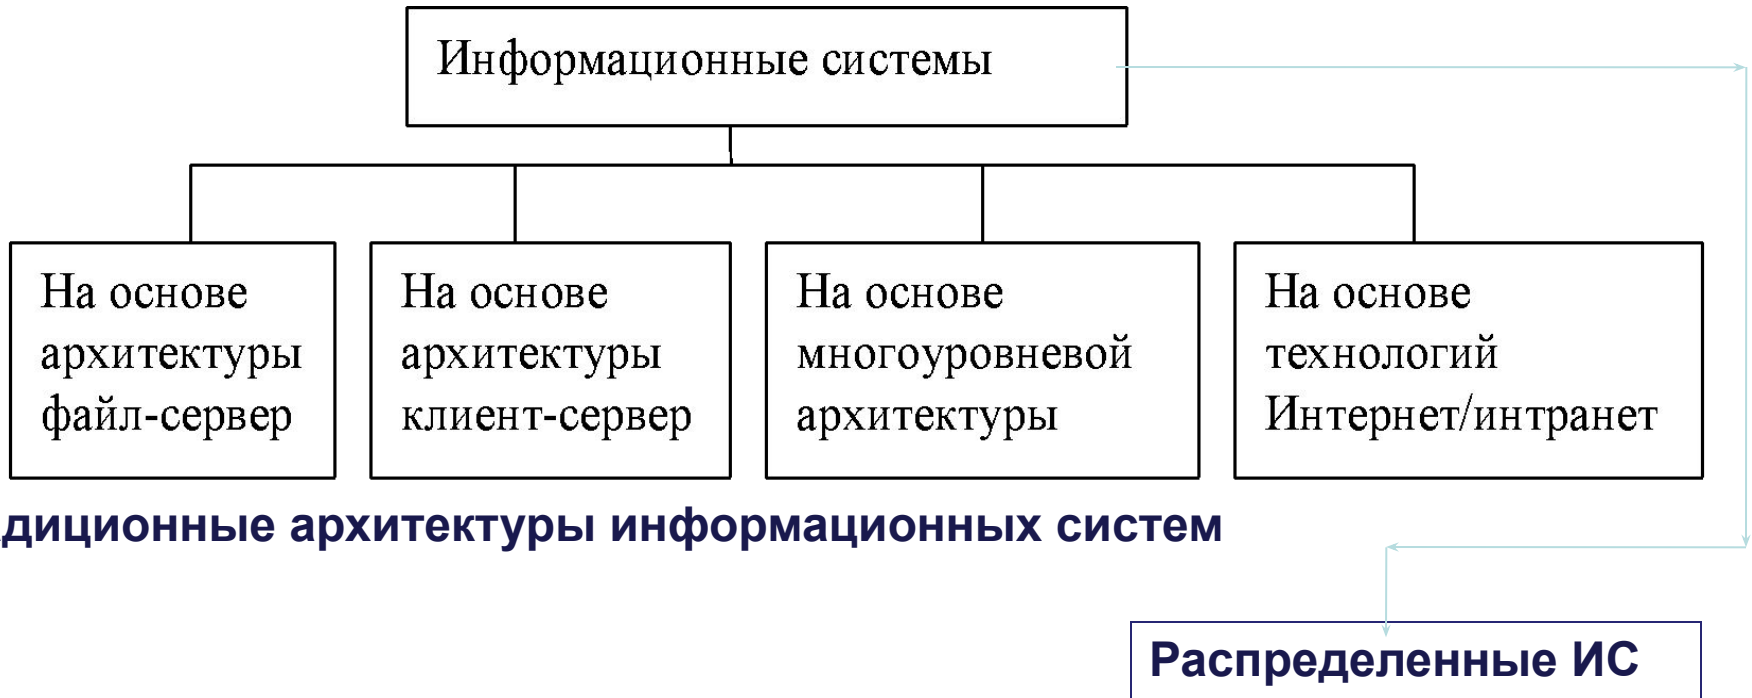 Информационные системы
На основе
архитектуры
файл-сервер
На основе
архитектуры
клиент-сервер
На основе
многоуровневой
архитектуры
На основе
технологий
Интернет/интранет
архитектуры информационных систем
Распределенные ИС